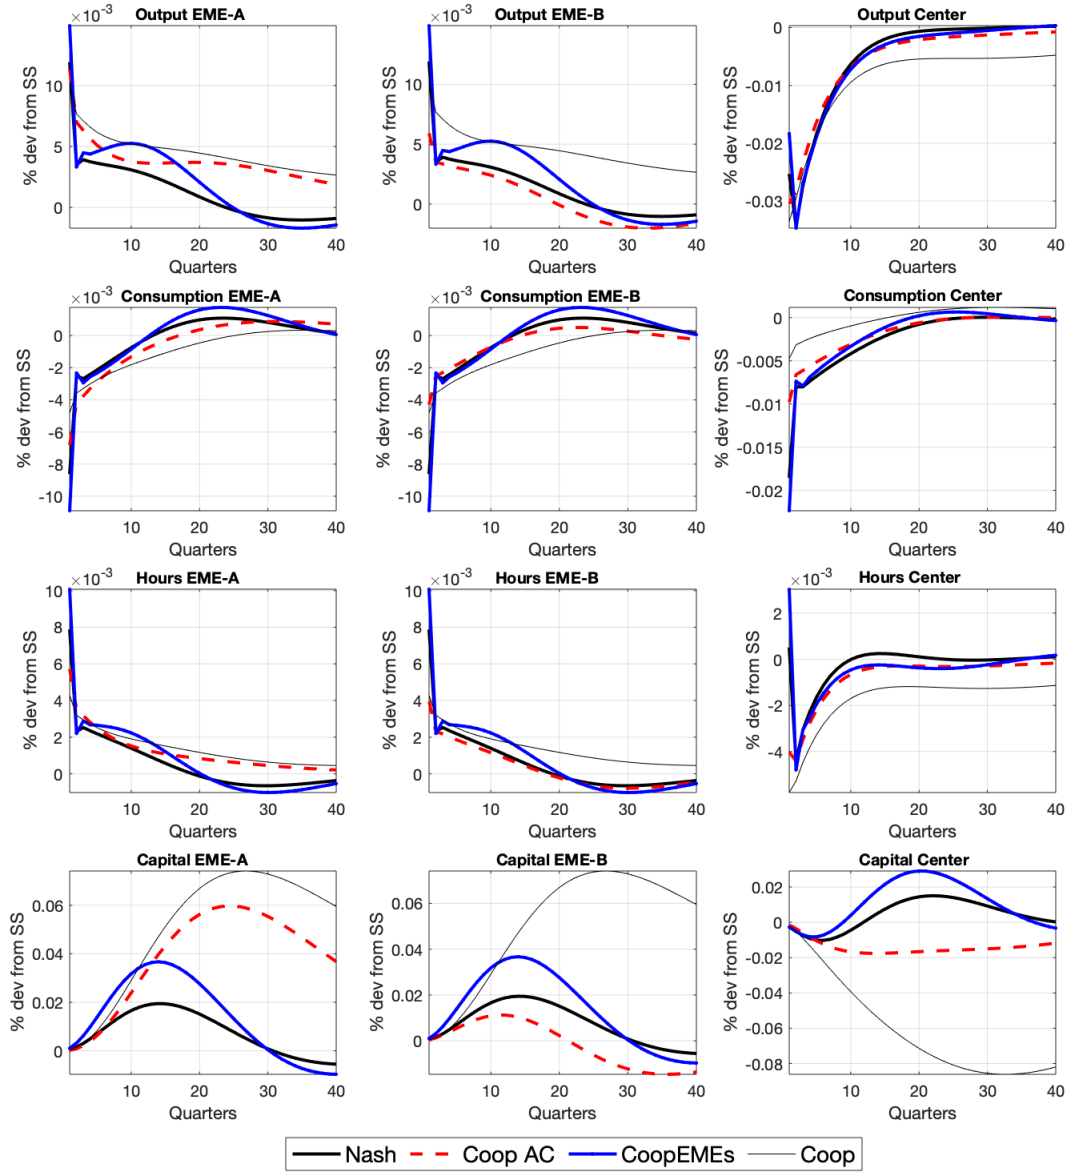 Output EME-A
×10⁻³
% dev from SS
10
5
0
10 20 30 40
Quarters
Output EME-B
×10⁻³
% dev from SS
10
5
0
10 20 30 40
Quarters
Output Center
% dev from SS
0
-0.01
-0.02
-0.03
10 20 30 40
Quarters
Consumption EME-A
×10⁻³
% dev from SS
0
-2
-4
-6
-8
-10
10 20 30 40
Quarters
Consumption EME-B
×10⁻³
% dev from SS
0
-2
-4
-6
-8
-10
10 20 30 40
Quarters
Consumption Center
% dev from SS
0
-0.005
-0.01
-0.015
-0.02
10 20 30 40
Quarters
Hours EME-A
×10⁻³
% dev from SS
10
8
6
4
2
0
10 20 30 40
Quarters
Hours EME-B
×10⁻³
% dev from SS
10
8
6
4
2
0
10 20 30 40
Quarters
Hours Center
×10⁻³
% dev from SS
2
0
-2
-4
10 20 30 40
Quarters
Capital EME-A
% dev from SS
0.06
0.04
0.02
0
10 20 30 40
Quarters
Capital EME-B
% dev from SS
0.06
0.04
0.02
0
10 20 30 40
Quarters
Capital Center
% dev from SS
0.02
0
-0.02
-0.04
-0.06
-0.08
10 20 30 40
Quarters
Nash Coop AC CoopEMEs Coop